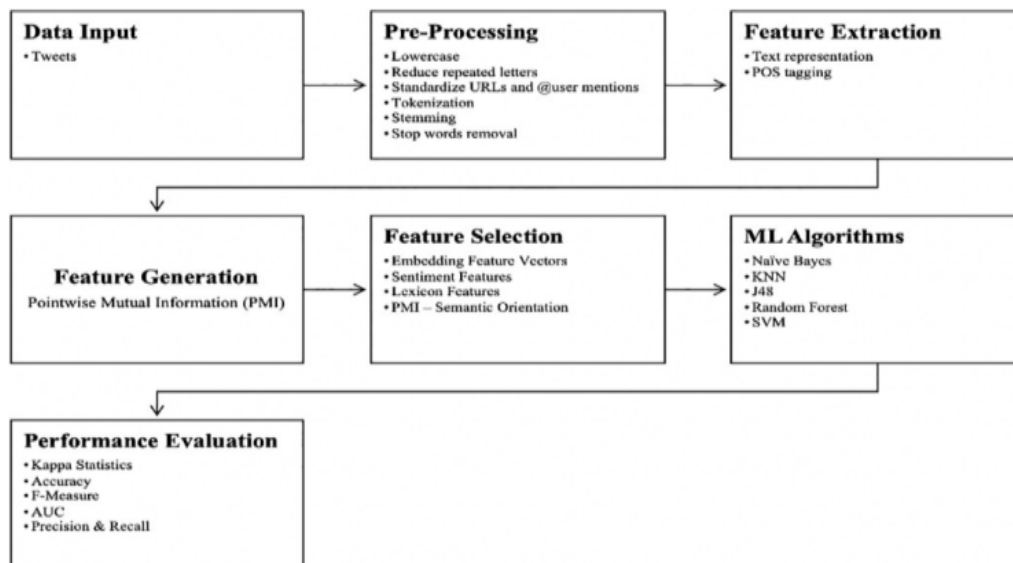 Data Input
• Tweets
Pre-Processing
• Lowercase
• Reduce repeated letters
• Standardize URLs and @user mentions
• Tokenization
• Stemming
• Stop words removal
Feature Extraction
• Text representation
• POS tagging
Feature Generation
Pointwise Mutual Information (PMI)
Feature Selection
• Embedding Feature Vectors
• Sentiment Features
• Lexicon Features
• PMI – Semantic Orientation
ML Algorithms
• Naïve Bayes
• KNN
• J48
• Random Forest
• SVM
Performance Evaluation
• Kappa Statistics
• Accuracy
• F-Measure
• AUC
• Precision & Recall